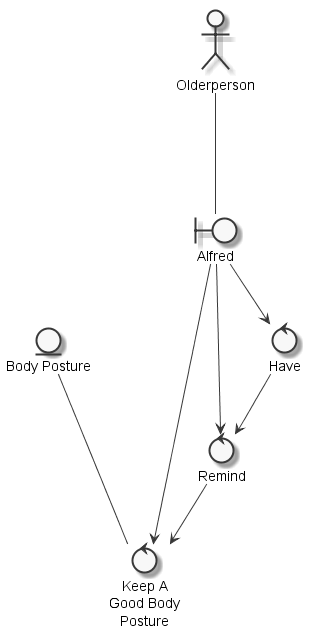 Olderperson
Alfred
Body Posture
Have
Remind
Keep A
Good Body
Posture